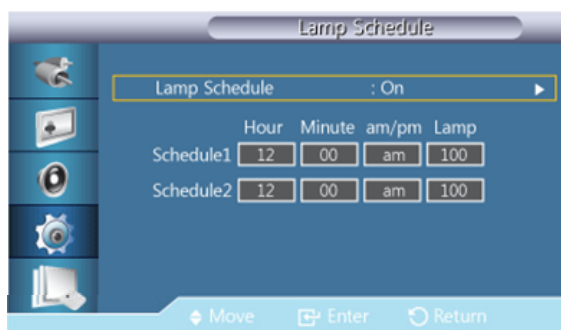 Lamp Schedule
Lamp Schedule : On
Hour Minute am/pm Lamp
Schedule1 12 00 am 100
Schedule2 12 00 am 100
Move Enter Return